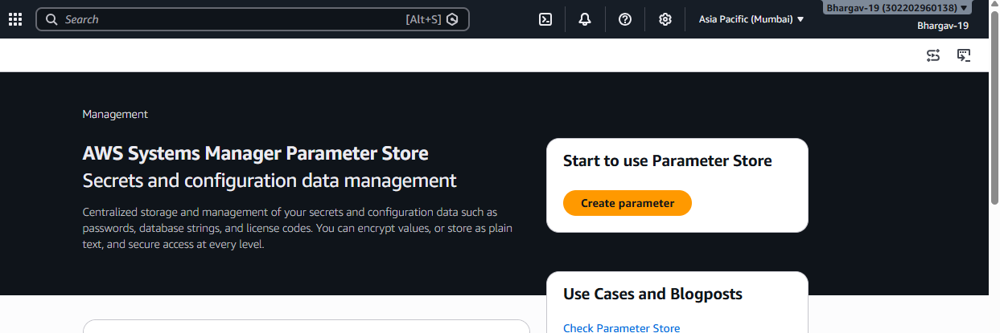 Search [Alt+S] Asia Pacific (Mumbai) Bhargav-19 (302202960138)
Bhargav-19
Management
AWS Systems Manager Parameter Store
Secrets and configuration data management
Centralized storage and management of your secrets and configuration data such as
passwords, database strings, and license codes. You can encrypt values, or store as plain
text, and secure access at every level.
Start to use Parameter Store
Create parameter
Use Cases and Blogposts
Check Parameter Store